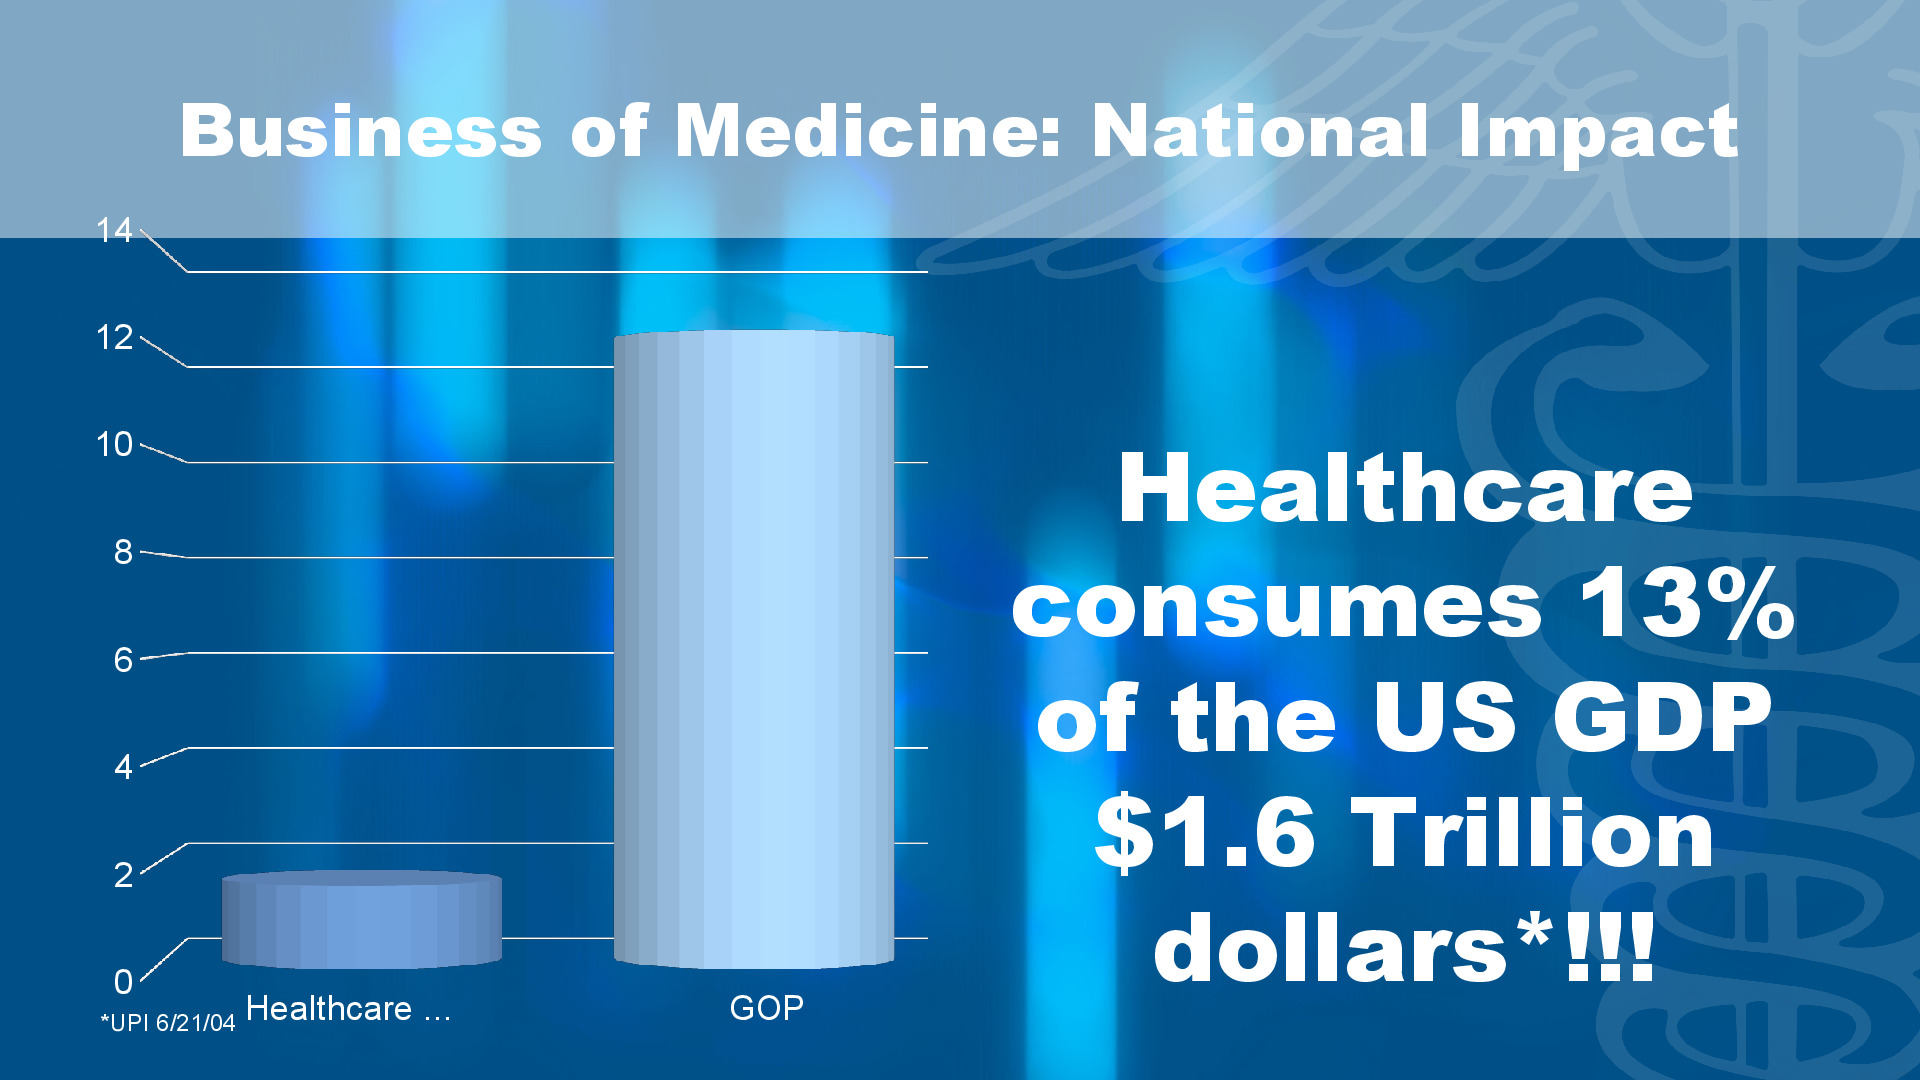 Business of Medicine: National Impact
14
12
10
8
6
4
2
0
Healthcare ...
GOP
*UPI 6/21/04
Healthcare
consumes 13%
of the US GDP
$1.6 Trillion
dollars*!!!